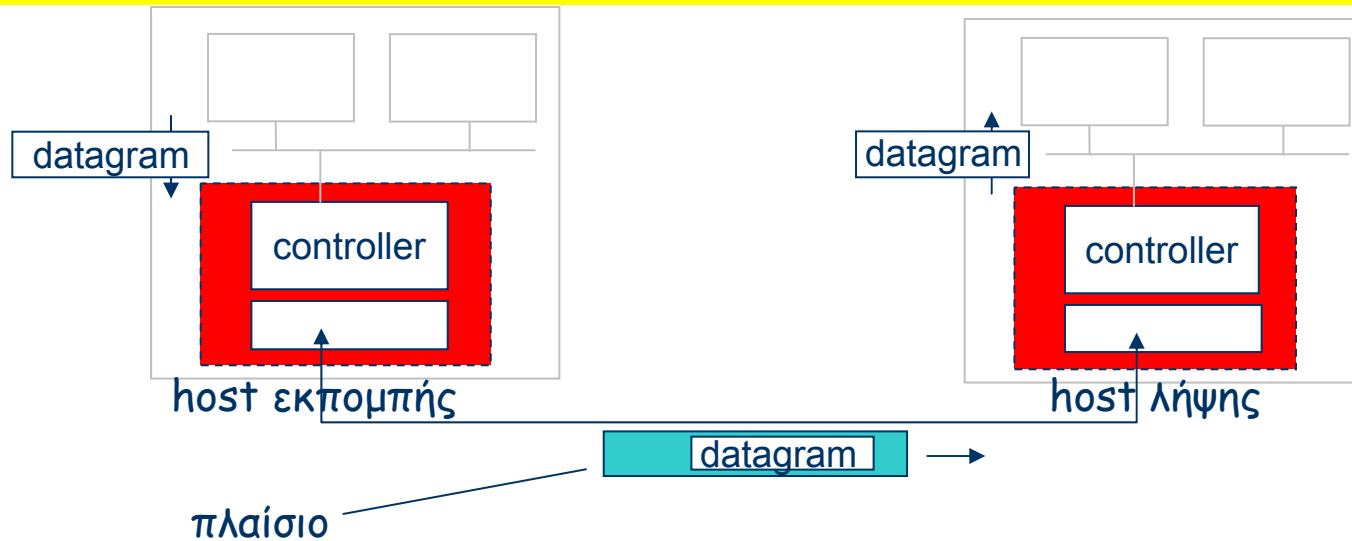 datagram
datagram
controller
controller
host εκπομπής
host λήψης
datagram
πλαίσιο